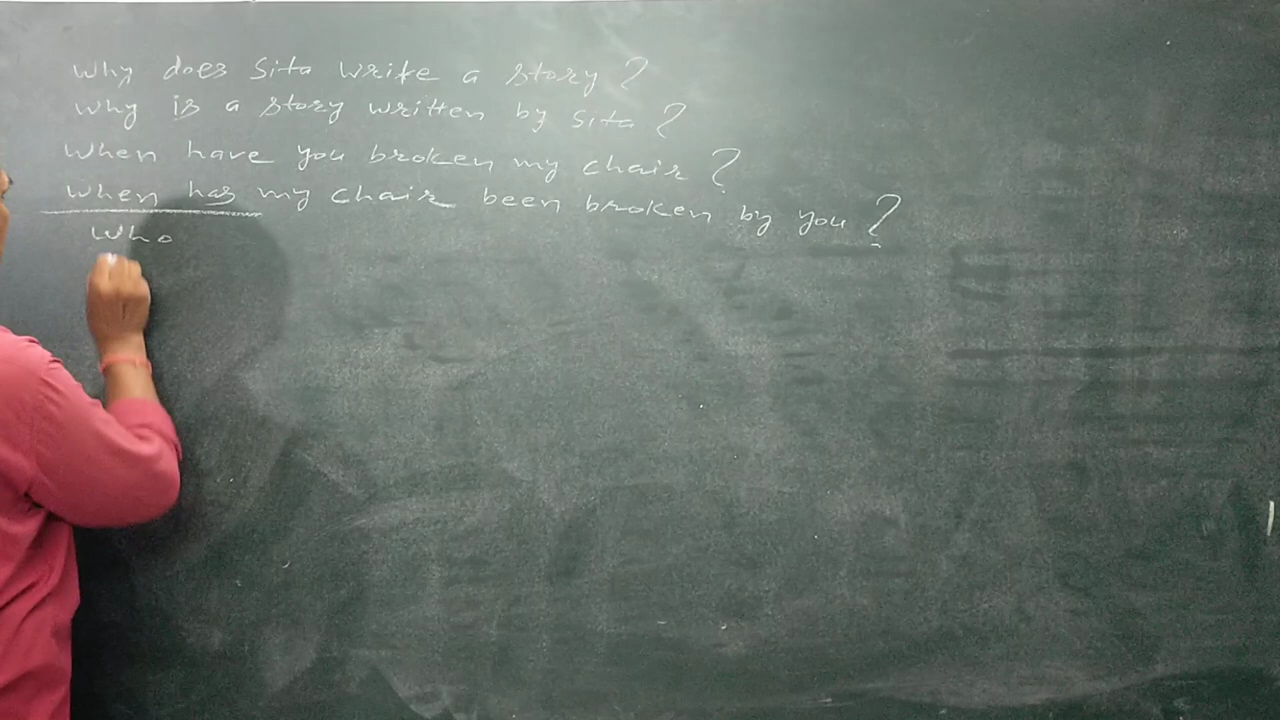 Why does Sita write a story ?
Why is a story written by Sita ?
When have you broken my chair ?
When has my chair been broken by you ?
Who